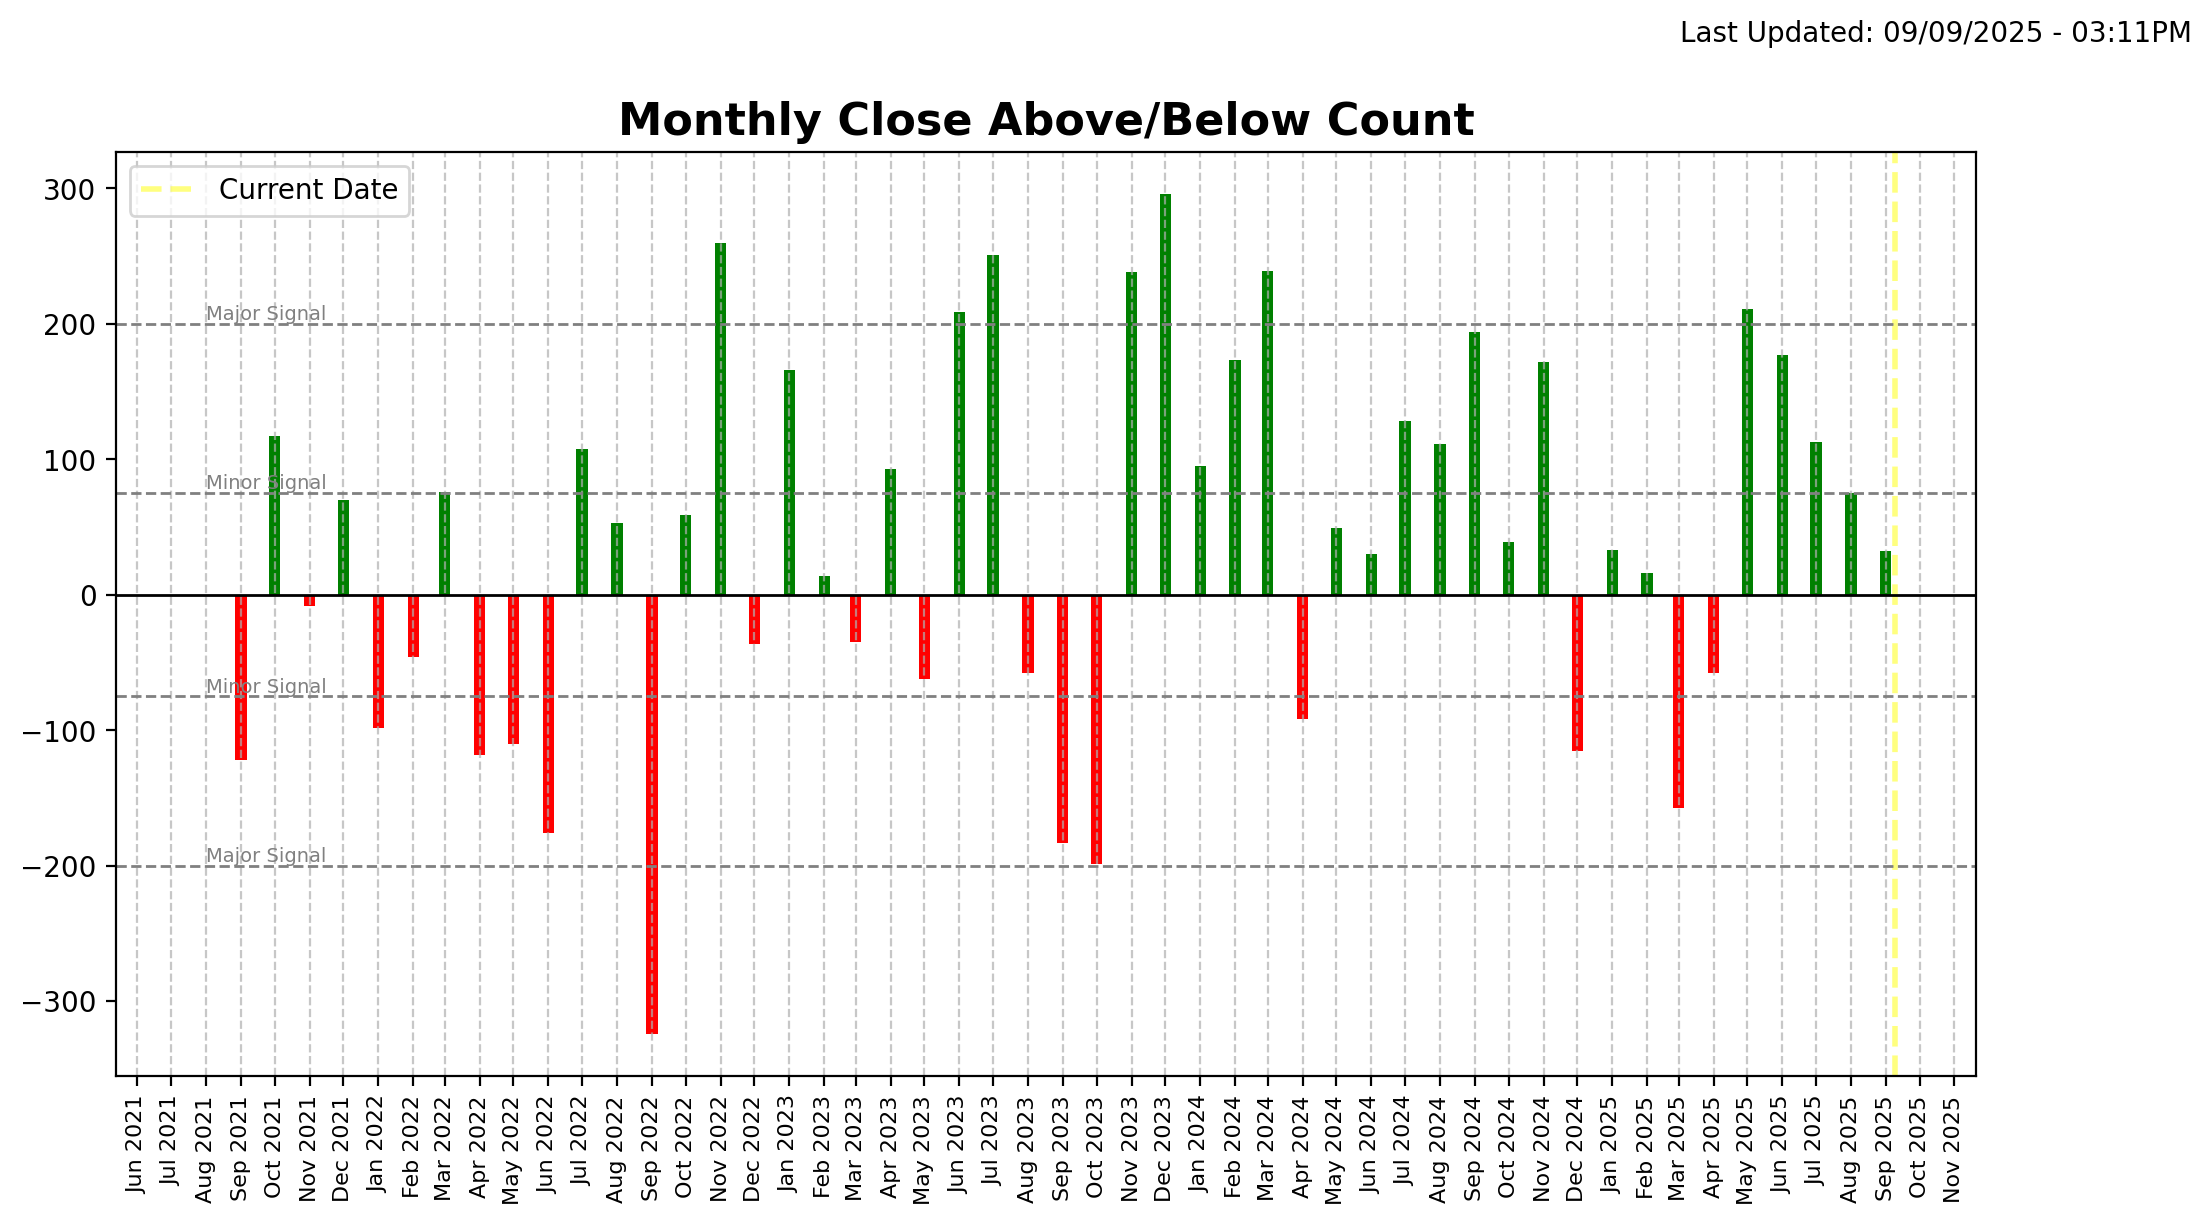 Last Updated: 09/09/2025 - 03:11PM
Monthly Close Above/Below Count
Current Date
300
200
100
0
−100
−200
−300
Major Signal
Minor Signal
Minor Signal
Major Signal
Jun 2021
Jul 2021
Aug 2021
Sep 2021
Oct 2021
Nov 2021
Dec 2021
Jan 2022
Feb 2022
Mar 2022
Apr 2022
May 2022
Jun 2022
Jul 2022
Aug 2022
Sep 2022
Oct 2022
Nov 2022
Dec 2022
Jan 2023
Feb 2023
Mar 2023
Apr 2023
May 2023
Jun 2023
Jul 2023
Aug 2023
Sep 2023
Oct 2023
Nov 2023
Dec 2023
Jan 2024
Feb 2024
Mar 2024
Apr 2024
May 2024
Jun 2024
Jul 2024
Aug 2024
Sep 2024
Oct 2024
Nov 2024
Dec 2024
Jan 2025
Feb 2025
Mar 2025
Apr 2025
May 2025
Jun 2025
Jul 2025
Aug 2025
Sep 2025
Oct 2025
Nov 2025